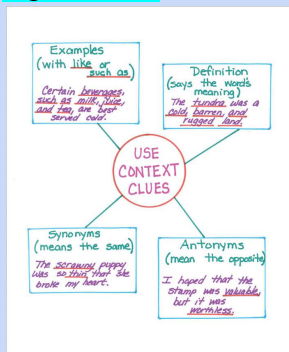 Examples
(with like or
such as)
Certain beverages,
such as milk, juice,
and tea, are best
served cold.
Definition
(says the word's
meaning)
The tundra was a
cold, barren, and
rugged land.
USE
CONTEXT
CLUES
Synonyms
(means the same)
The scrawny puppy
was so thin that she
broke my heart.
Antonyms
(mean the opposite)
I hoped that the
stamp was valuable,
but it was
worthless.